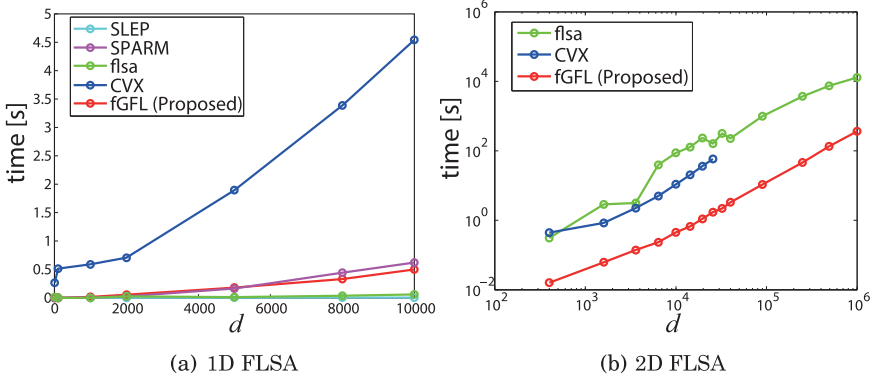 SLEP
SPARM
flsa
CVX
fGFL (Proposed)
time [s]
5
4.5
4
3.5
3
2.5
2
1.5
1
0.5
0
0 2000 4000 6000 8000 10000
d
(a) 1D FLSA
flsa
CVX
fGFL (Proposed)
time [s]
10^6
10^4
10^2
10^0
10^-2
10^2 10^3 10^4 10^5 10^6
d
(b) 2D FLSA